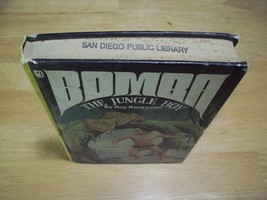 SAN DIEGO PUBLIC LIBRARY
BOMBA
THE JUNGLE BOY
By Roy Rockwood